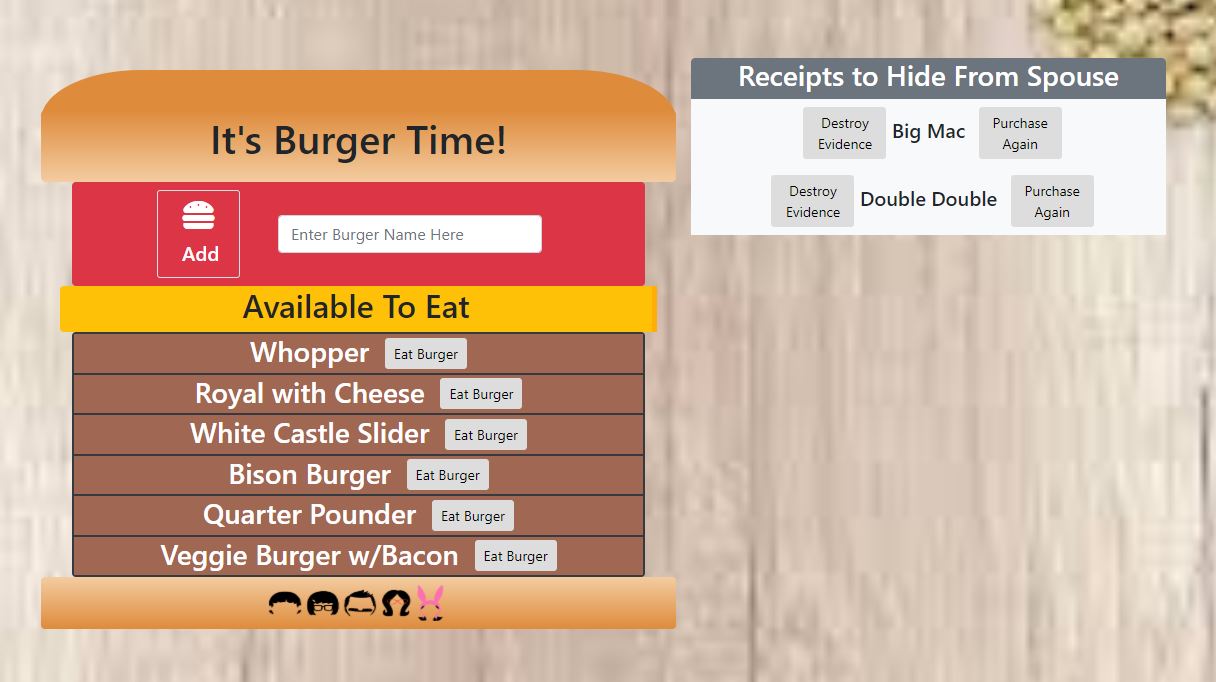 It's Burger Time!
Add
Enter Burger Name Here
Available To Eat
Whopper Eat Burger
Royal with Cheese Eat Burger
White Castle Slider Eat Burger
Bison Burger Eat Burger
Quarter Pounder Eat Burger
Veggie Burger w/Bacon Eat Burger
Receipts to Hide From Spouse
Destroy
Evidence
Big Mac
Purchase
Again
Destroy
Evidence
Double Double
Purchase
Again